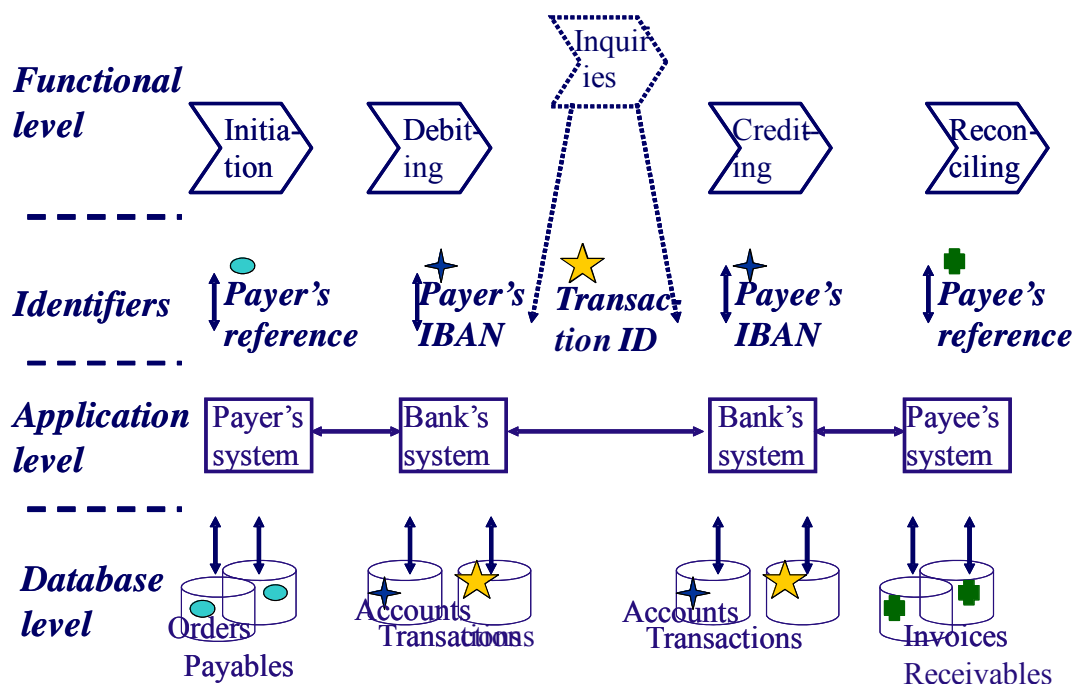 Functional
level
Inquir
ies
Initia-
tion
Debit-
ing
Credit-
ing
Recon-
ciling
Identifiers
Payer's
reference
Payer's
IBAN
Transac-
tion ID
Payee's
IBAN
Payee's
reference
Application
level
Payer's
system
Bank's
system
Bank's
system
Payee's
system
Database
level
Orders
Payables
Accounts
Transactions
Accounts
Transactions
Invoices
Receivables